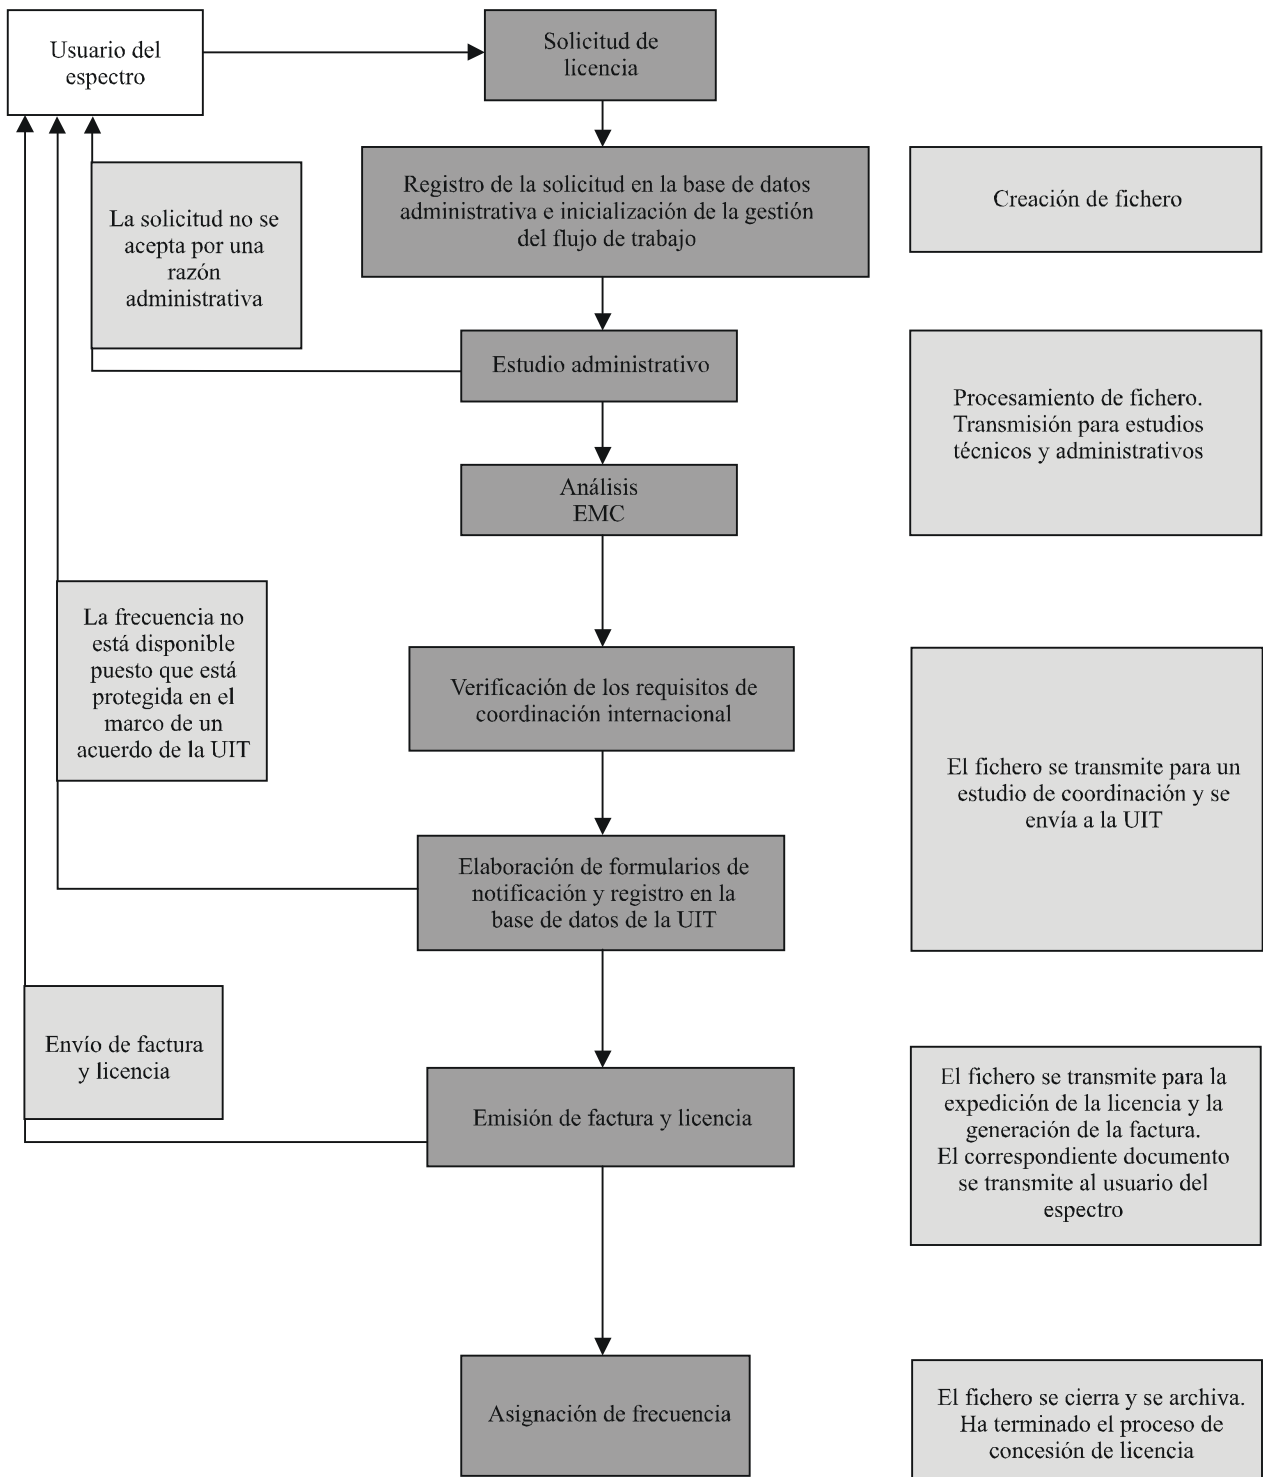 Usuario del
espectro
Solicitud de
licencia
Registro de la solicitud en la base de datos
administrativa e inicialización de la gestión
del flujo de trabajo
Creación de fichero
La solicitud no se
acepta por una
razón
administrativa
Estudio administrativo
Procesamiento de fichero.
Transmisión para estudios
técnicos y administrativos
Análisis
EMC
La frecuencia no
está disponible
puesto que está
protegida en el
marco de un
acuerdo de la UIT
Verificación de los requisitos de
coordinación internacional
El fichero se transmite para un
estudio de coordinación y se
envía a la UIT
Elaboración de formularios de
notificación y registro en la
base de datos de la UIT
Envío de factura
y licencia
Emisión de factura y licencia
El fichero se transmite para la
expedición de la licencia y la
generación de la factura.
El correspondiente documento
se transmite al usuario del
espectro
Asignación de frecuencia
El fichero se cierra y se archiva.
Ha terminado el proceso de
concesión de licencia